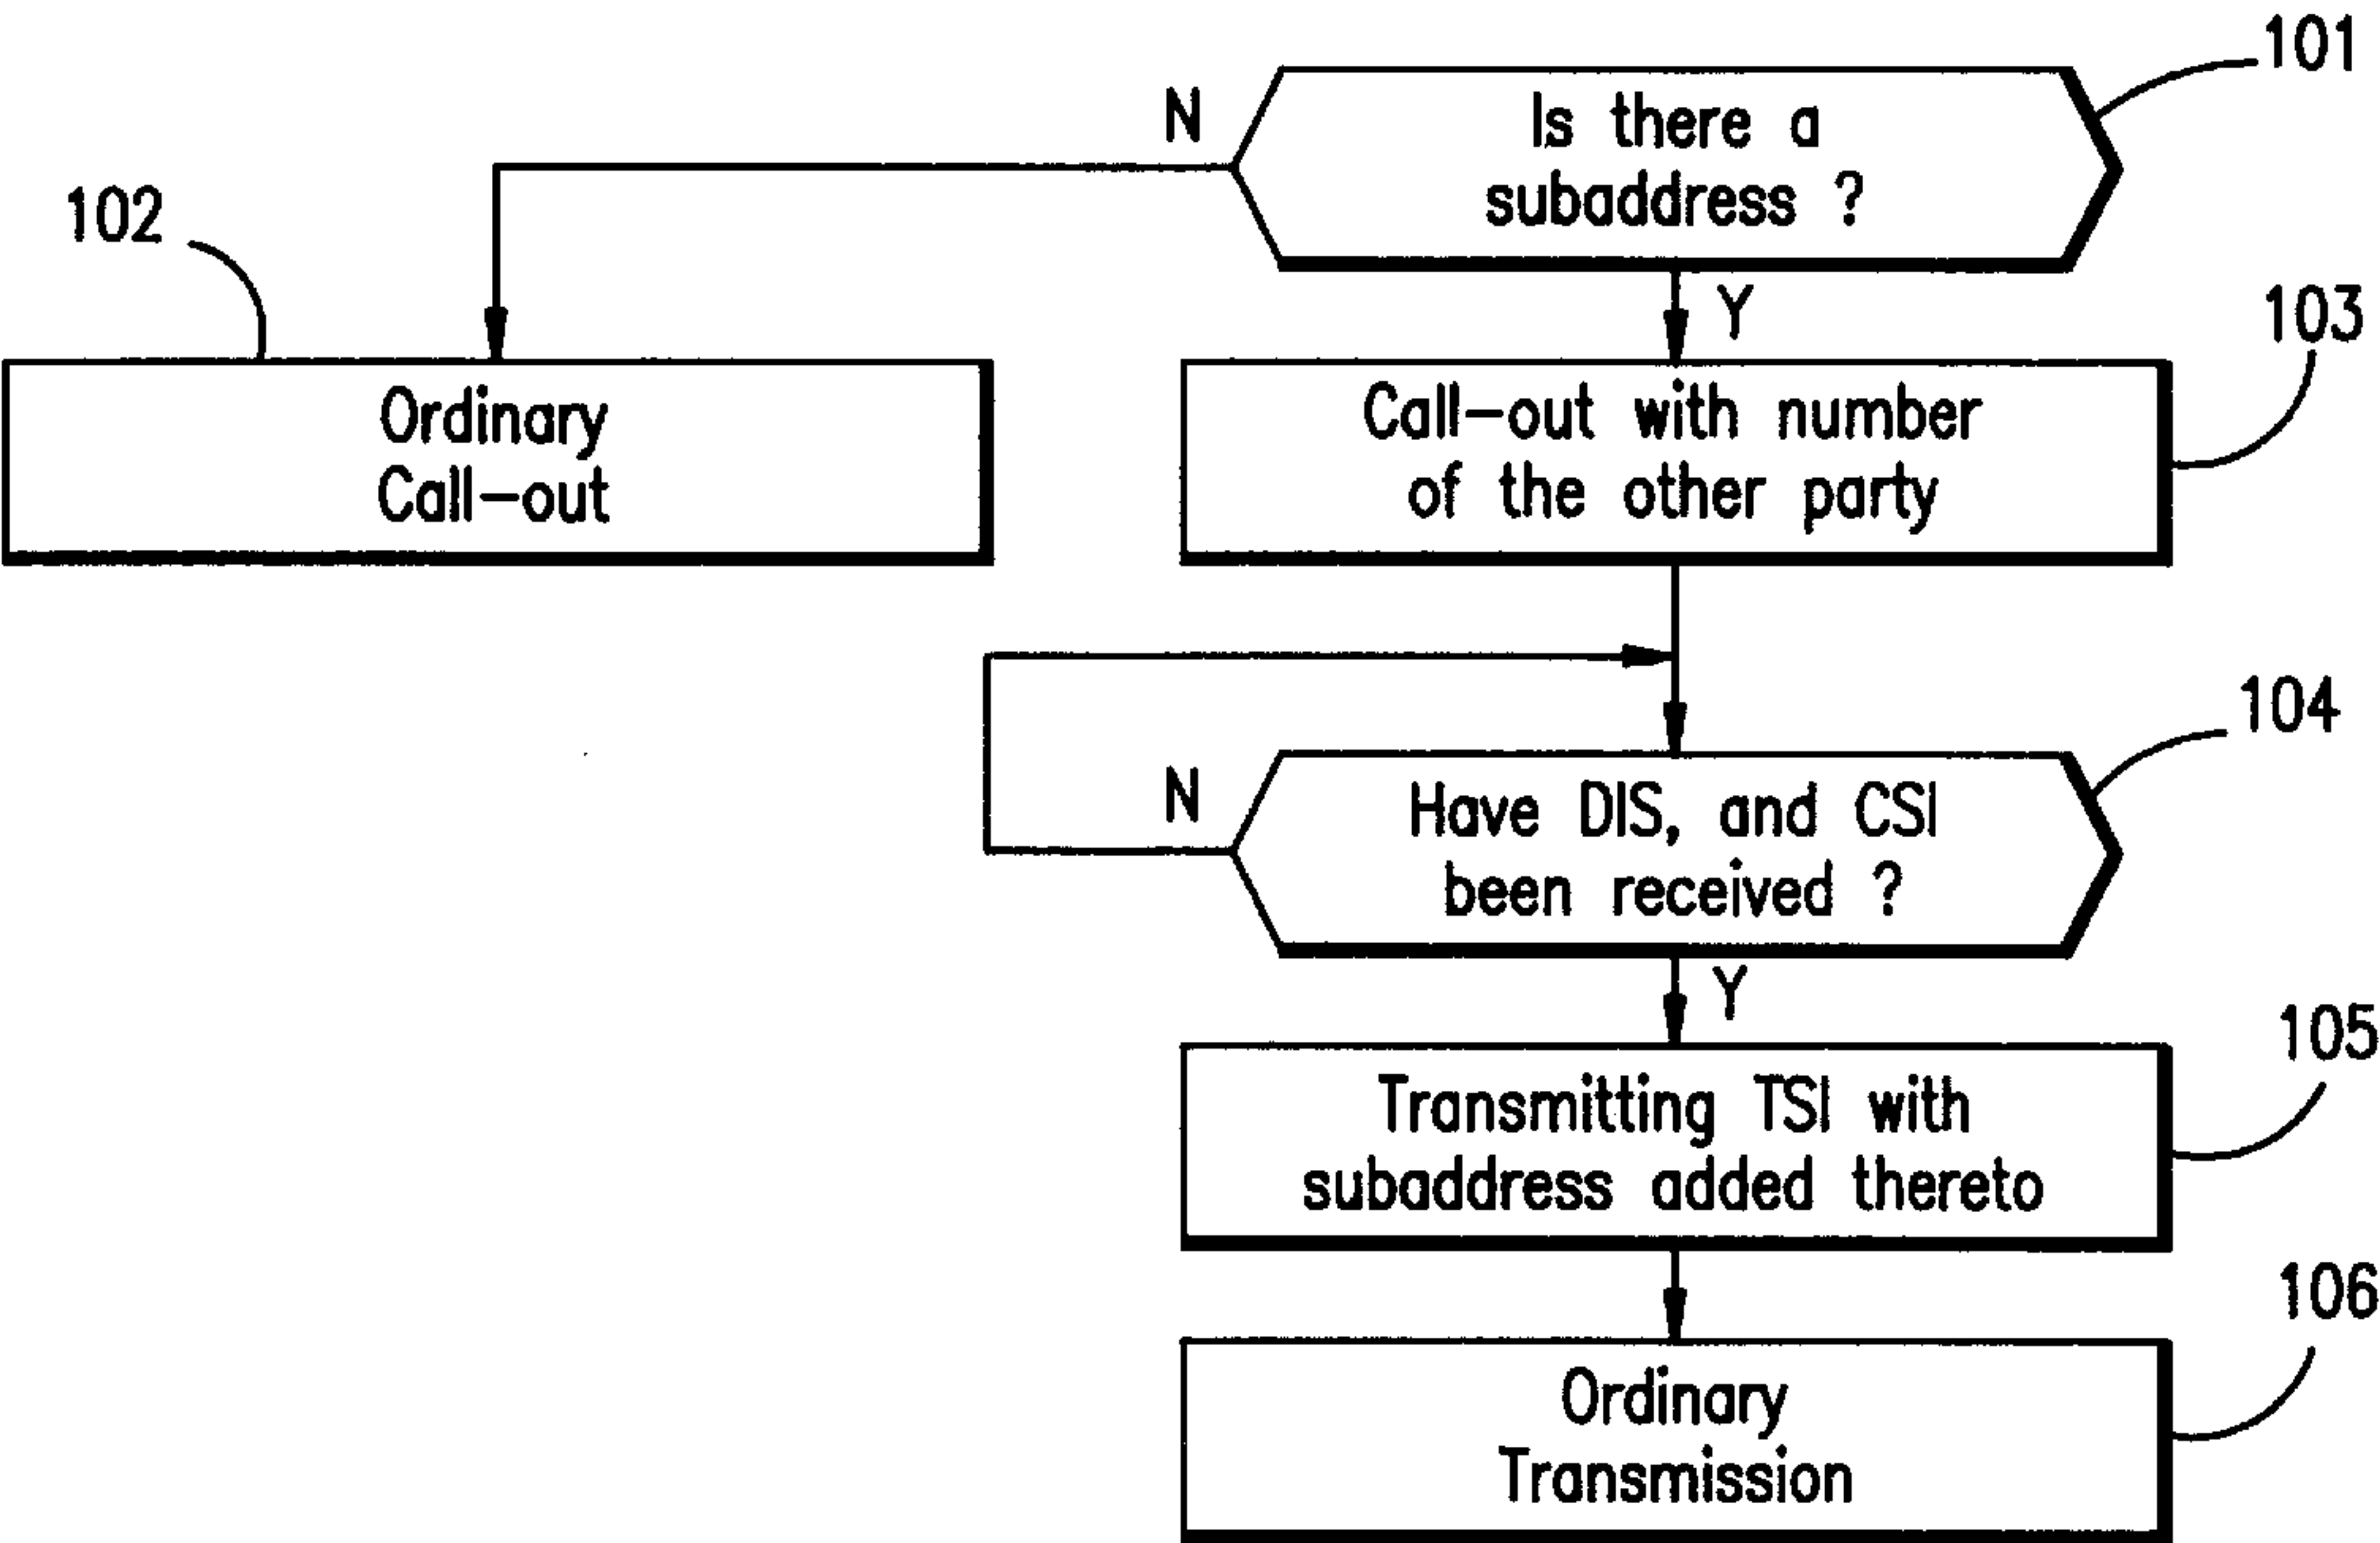 101
N
Is there a
subaddress ?
102
Y
103
Ordinary
Call-out
Call-out with number
of the other party
104
N
Have DIS, and CSI
been received ?
Y
105
Transmitting TSI with
subaddress added thereto
106
Ordinary
Transmission